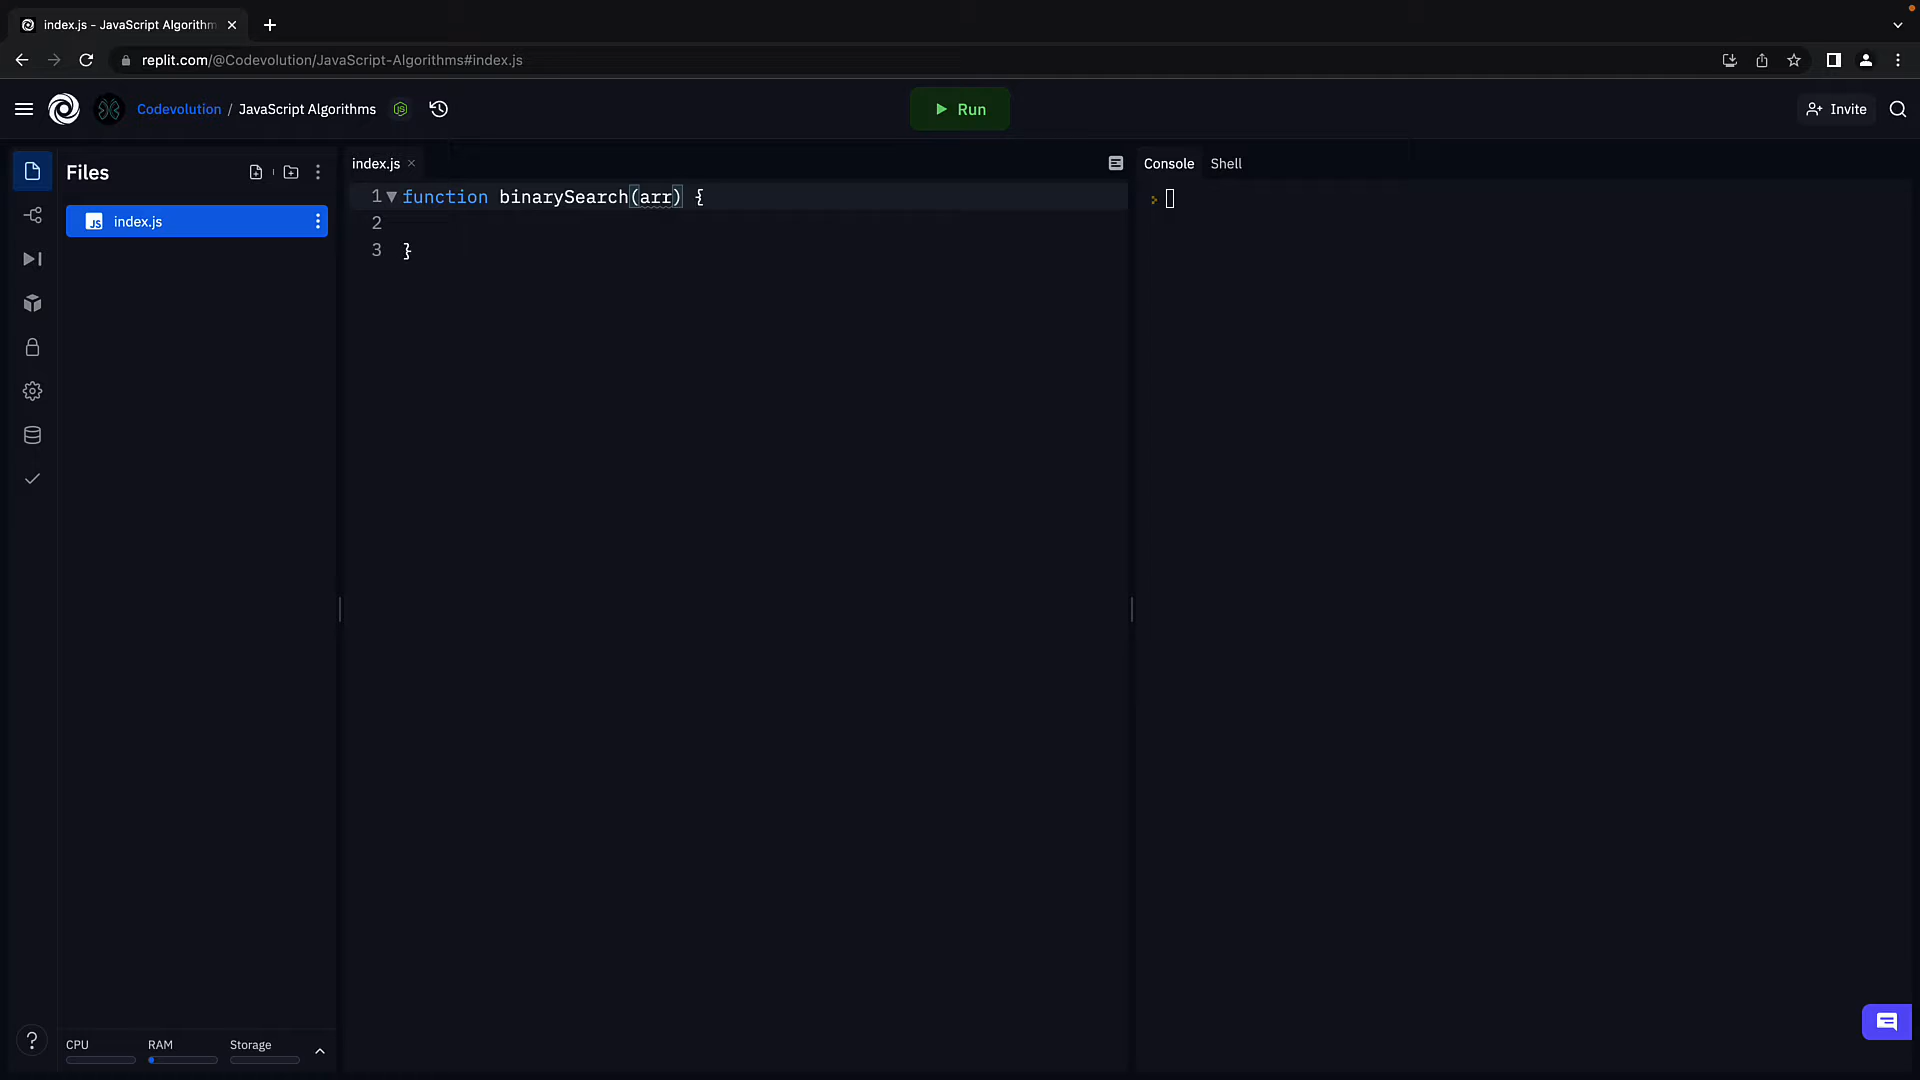 index.js - JavaScript Algorithm
replit.com/@Codevolution/JavaScript-Algorithms#index.js
Codevolution / JavaScript Algorithms
Run
Invite
Files
index.js
index.js
Console
Shell
JS
1 function binarySearch(arr) {
2
3 }
CPU
RAM
Storage
?